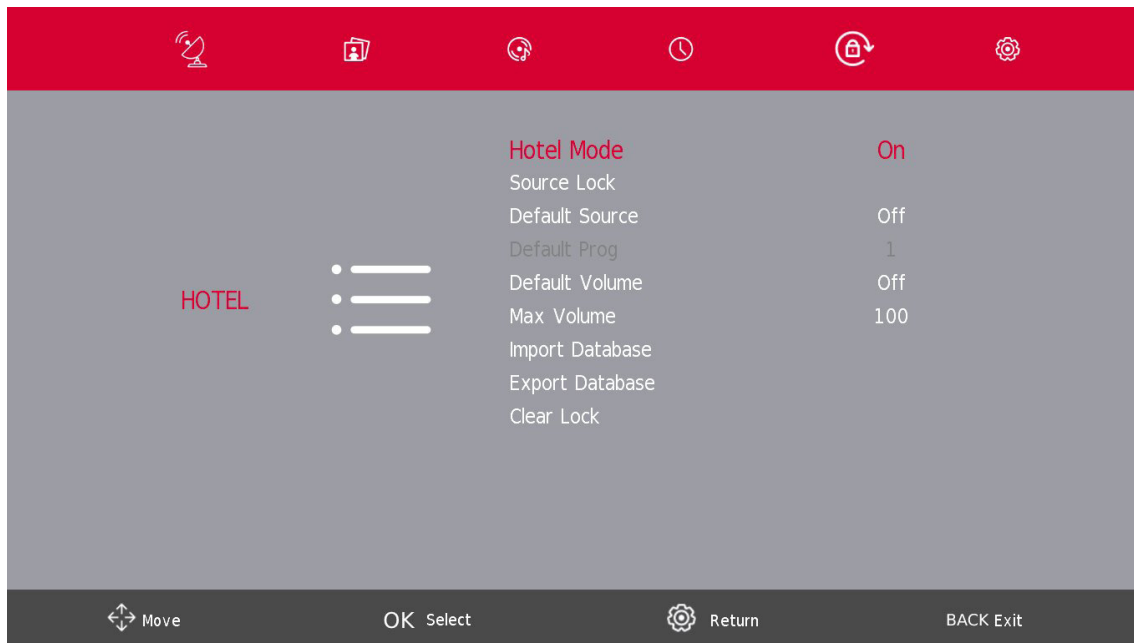 HOTEL
Hotel Mode On
Source Lock
Default Source Off
Default Prog 1
Default Volume Off
Max Volume 100
Import Database
Export Database
Clear Lock
Move OK Select Return BACK Exit